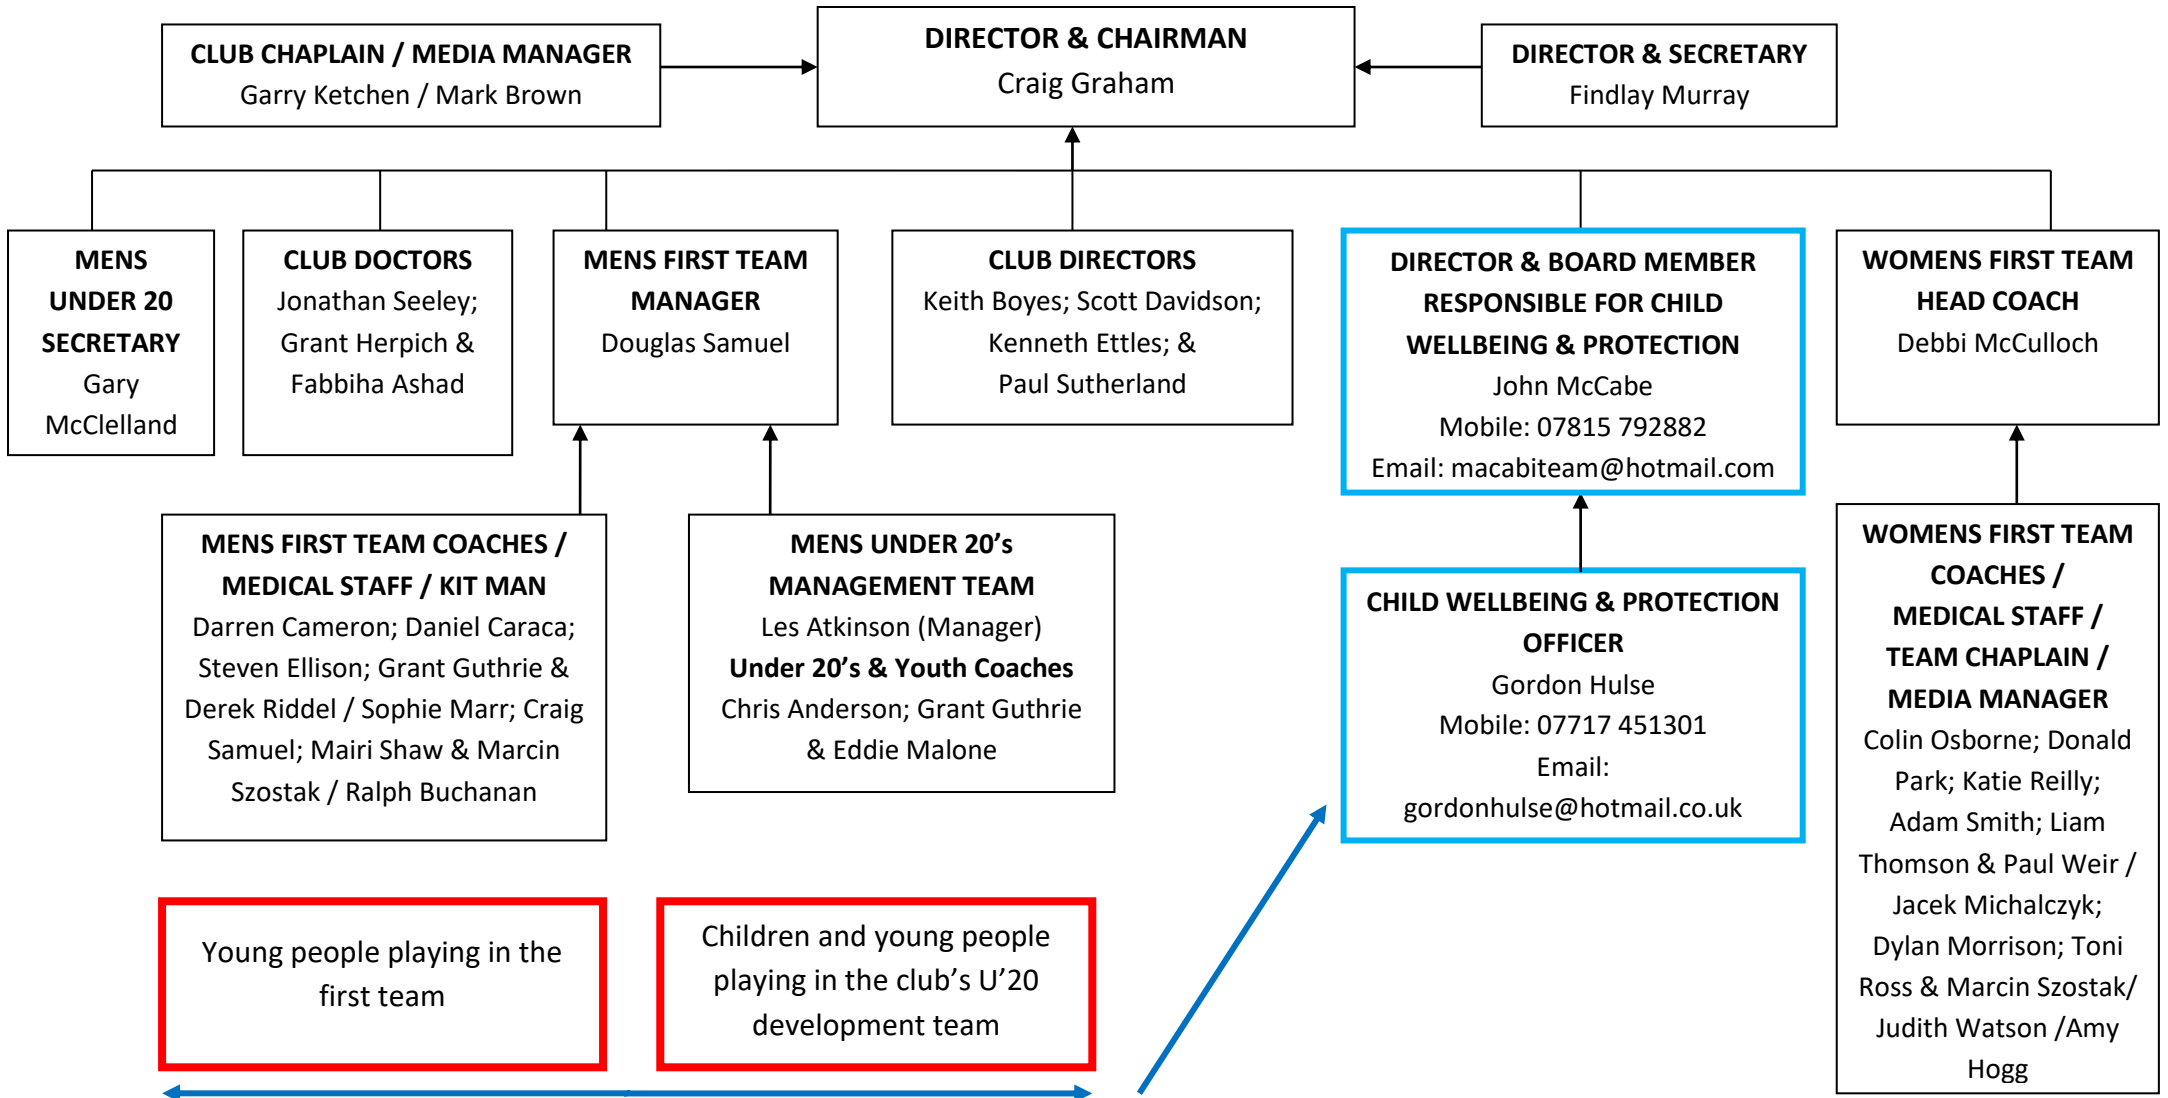 CLUB CHAPLAIN / MEDIA MANAGER
Garry Ketchen / Mark Brown
DIRECTOR & CHAIRMAN
Craig Graham
DIRECTOR & SECRETARY
Findlay Murray
MENS
UNDER 20
SECRETARY
Gary
McClelland
CLUB DOCTORS
Jonathan Seeley;
Grant Herpich &
Fabbiha Ashad
MENS FIRST TEAM
MANAGER
Douglas Samuel
CLUB DIRECTORS
Keith Boyes; Scott Davidson;
Kenneth Ettles; &
Paul Sutherland
DIRECTOR & BOARD MEMBER
RESPONSIBLE FOR CHILD
WELLBEING & PROTECTION
John McCabe
Mobile: 07815 792882
Email: macabiteam@hotmail.com
WOMENS FIRST TEAM
HEAD COACH
Debbi McCulloch
MENS FIRST TEAM COACHES /
MEDICAL STAFF / KIT MAN
Darren Cameron; Daniel Caraca;
Steven Ellison; Grant Guthrie &
Derek Riddel / Sophie Marr; Craig
Samuel; Mairi Shaw & Marcin
Szostak / Ralph Buchanan
MENS UNDER 20’s
MANAGEMENT TEAM
Les Atkinson (Manager)
Under 20’s & Youth Coaches
Chris Anderson; Grant Guthrie
& Eddie Malone
CHILD WELLBEING & PROTECTION
OFFICER
Gordon Hulse
Mobile: 07717 451301
Email:
gordonhulse@hotmail.co.uk
WOMENS FIRST TEAM
COACHES /
MEDICAL STAFF /
TEAM CHAPLAIN /
MEDIA MANAGER
Colin Osborne; Donald
Park; Katie Reilly;
Adam Smith; Liam
Thomson & Paul Weir /
Jacek Michalczyk;
Dylan Morrison; Toni
Ross & Marcin Szostak/
Judith Watson /Amy
Hogg
Young people playing in the
first team
Children and young people
playing in the club’s U’20
development team